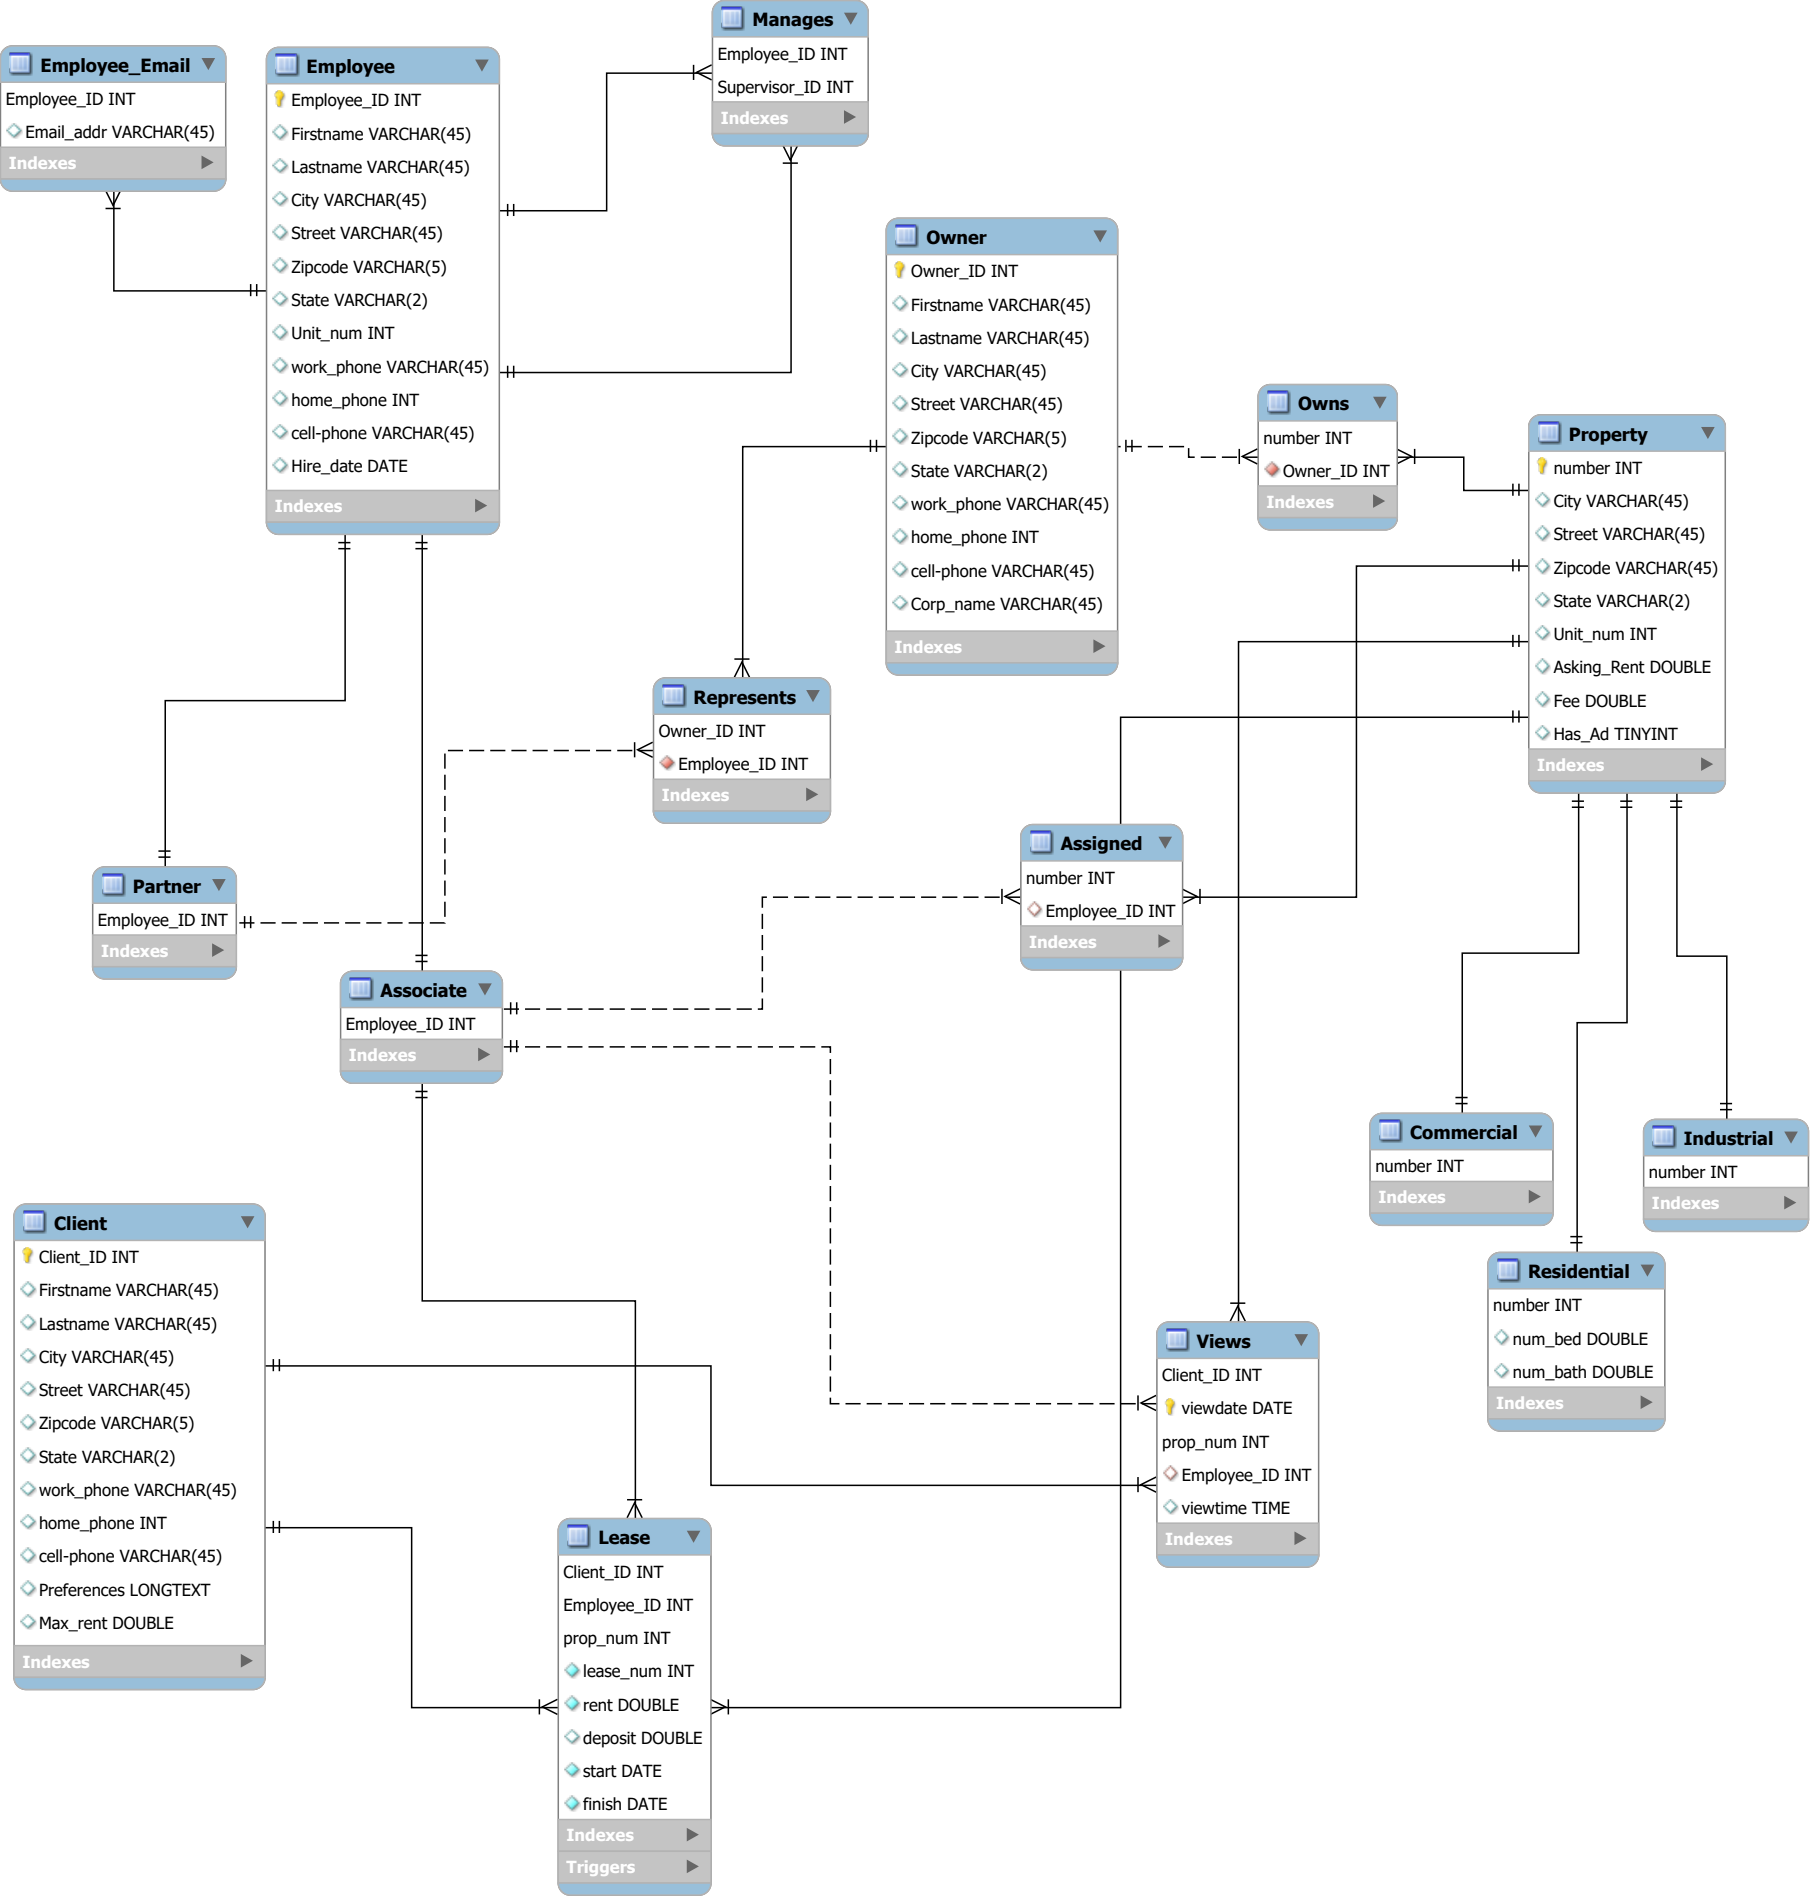 Manages
Employee_ID INT
Supervisor_ID INT
Indexes
Employee_Email
Employee_ID INT
Email_addr VARCHAR(45)
Indexes
Employee
Employee_ID INT
Firstname VARCHAR(45)
Lastname VARCHAR(45)
City VARCHAR(45)
Street VARCHAR(45)
Zipcode VARCHAR(5)
State VARCHAR(2)
Unit_num INT
work_phone VARCHAR(45)
home_phone INT
cell-phone VARCHAR(45)
Hire_date DATE
Indexes
Owner
Owner_ID INT
Firstname VARCHAR(45)
Lastname VARCHAR(45)
City VARCHAR(45)
Street VARCHAR(45)
Zipcode VARCHAR(5)
State VARCHAR(2)
work_phone VARCHAR(45)
home_phone INT
cell-phone VARCHAR(45)
Corp_name VARCHAR(45)
Indexes
Owns
number INT
Owner_ID INT
Indexes
Property
number INT
City VARCHAR(45)
Street VARCHAR(45)
Zipcode VARCHAR(45)
State VARCHAR(2)
Unit_num INT
Asking_Rent DOUBLE
Fee DOUBLE
Has_Ad TINYINT
Indexes
Represents
Owner_ID INT
Employee_ID INT
Indexes
Assigned
number INT
Employee_ID INT
Indexes
Partner
Employee_ID INT
Indexes
Associate
Employee_ID INT
Indexes
Commercial
number INT
Indexes
Industrial
number INT
Indexes
Residential
number INT
num_bed DOUBLE
num_bath DOUBLE
Indexes
Client
Client_ID INT
Firstname VARCHAR(45)
Lastname VARCHAR(45)
City VARCHAR(45)
Street VARCHAR(45)
Zipcode VARCHAR(5)
State VARCHAR(2)
work_phone VARCHAR(45)
home_phone INT
cell-phone VARCHAR(45)
Preferences LONGTEXT
Max_rent DOUBLE
Indexes
Views
Client_ID INT
viewdate DATE
prop_num INT
Employee_ID INT
viewtime TIME
Indexes
Lease
Client_ID INT
Employee_ID INT
prop_num INT
lease_num INT
rent DOUBLE
deposit DOUBLE
start DATE
finish DATE
Indexes
Triggers